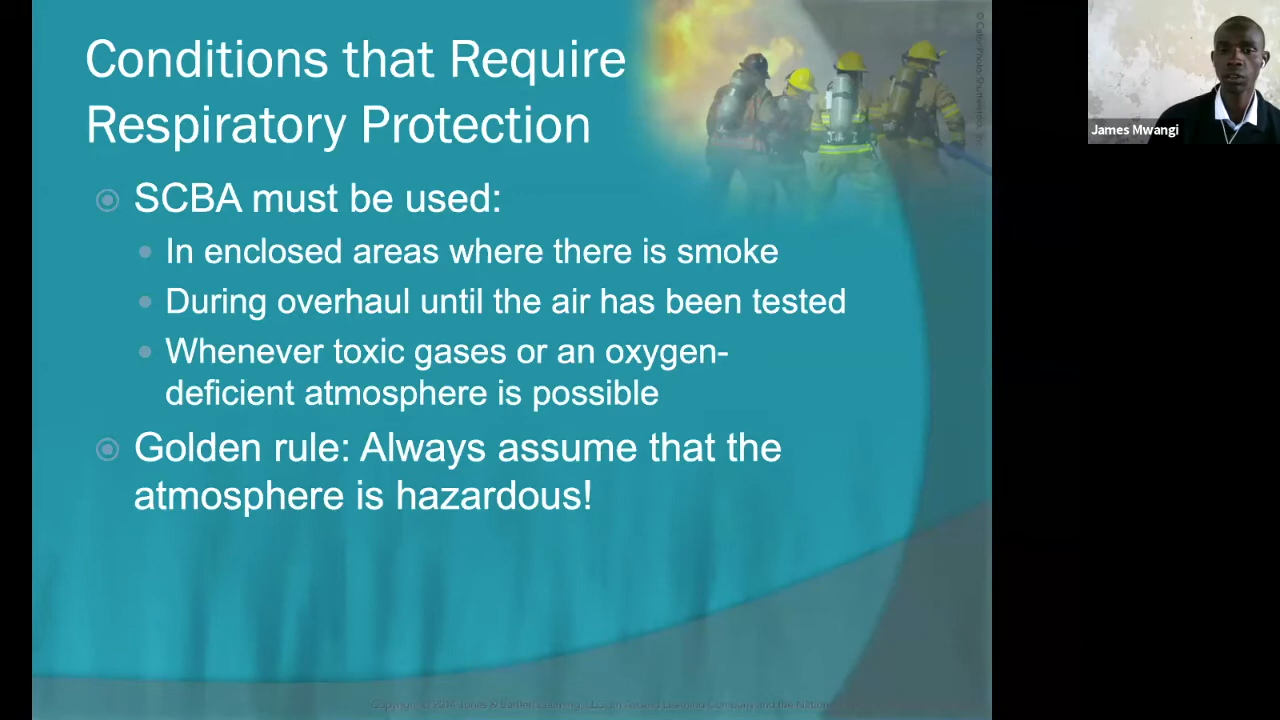 Conditions that Require
Respiratory Protection
SCBA must be used:
In enclosed areas where there is smoke
During overhaul until the air has been tested
Whenever toxic gases or an oxygen-
deficient atmosphere is possible
Golden rule: Always assume that the
atmosphere is hazardous!
James Mwangi